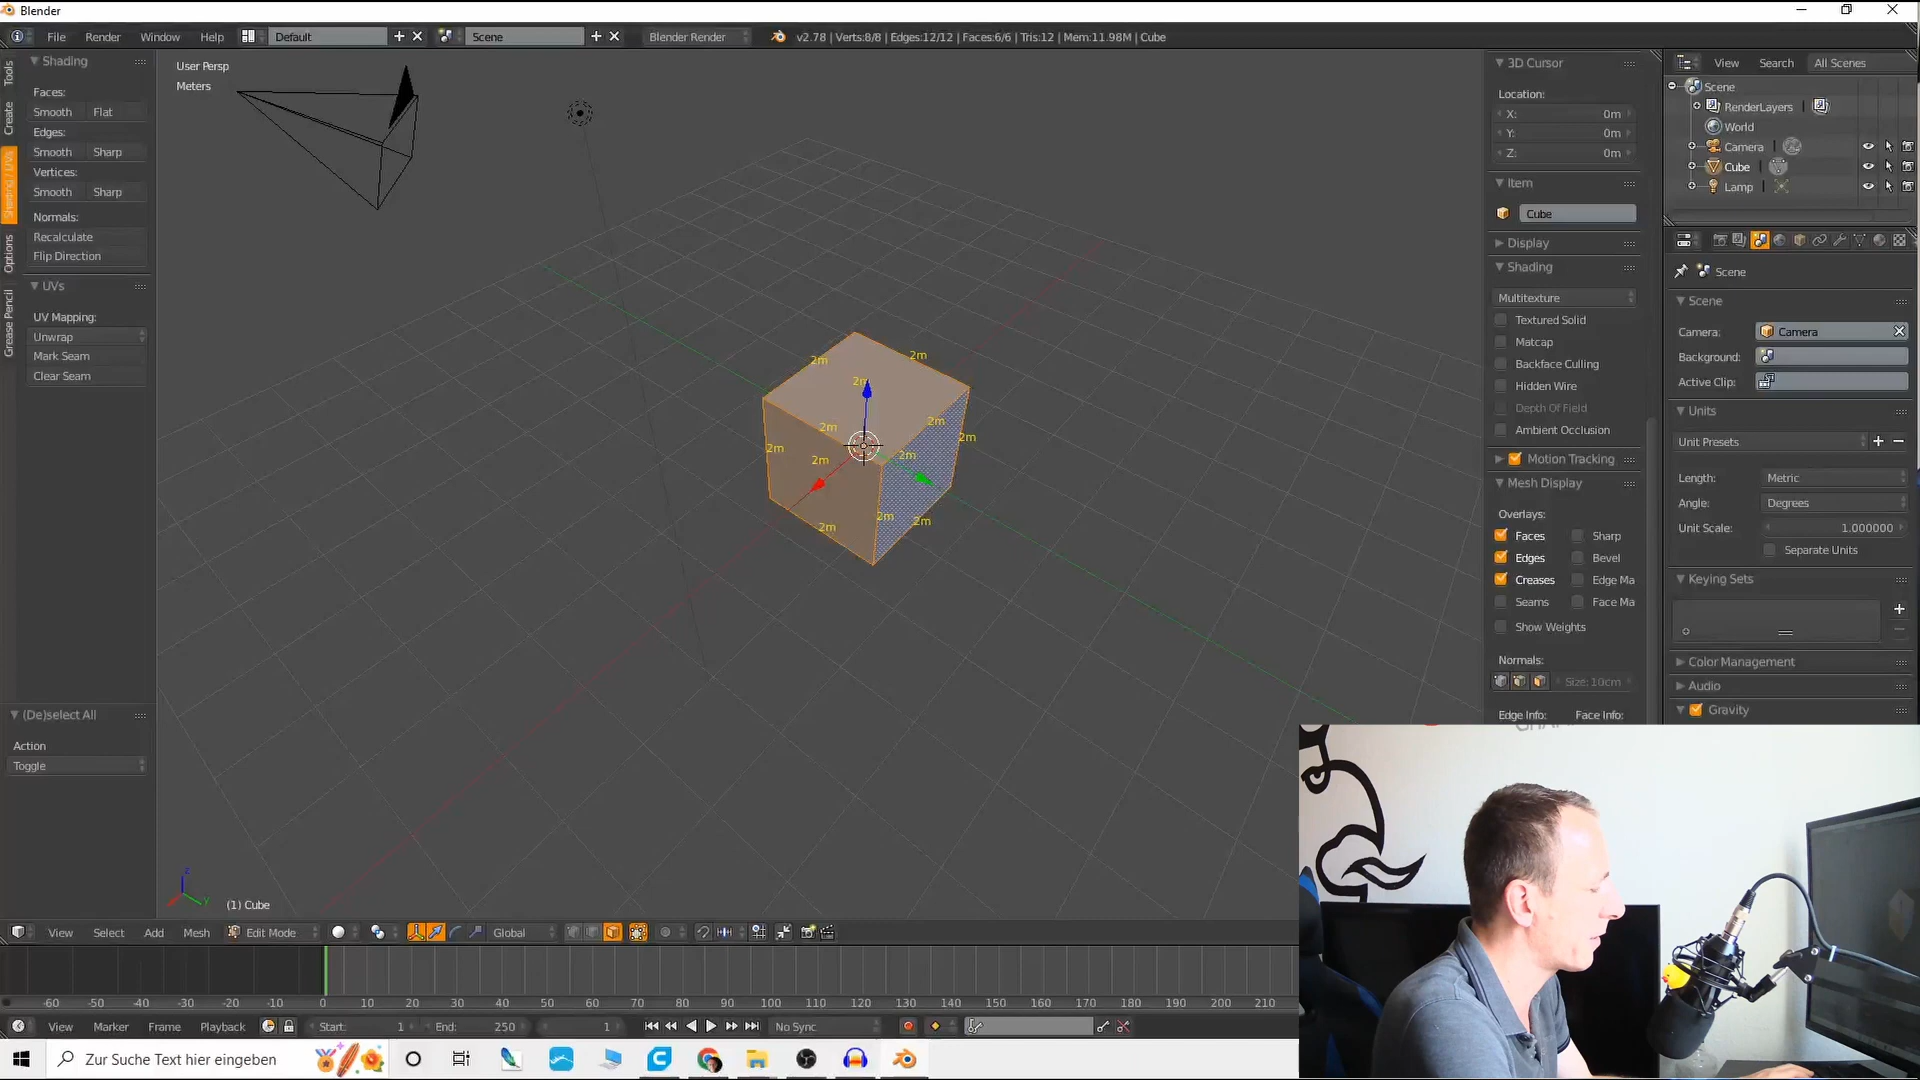 Blender
File Render Window Help Default Scene Blender Render v2.78 | Verts:8/8 | Edges:12/12 | Faces:6/6 | Tris:12 | Mem:11.98M | Cube
Tools
Create
Shading / UVs
Options
Grease Pencil
Shading
Faces:
Smooth Flat
Edges:
Smooth Sharp
Vertices:
Smooth Sharp
Normals:
Recalculate
Flip Direction
UVs
UV Mapping:
Unwrap
Mark Seam
Clear Seam
(De)select All
Action
Toggle
User Persp
Meters
2m
2m
2m
2m
2m
2m
2m
2m
2m
2m
2m
2m
2m
z
y
(1) Cube
3D Cursor
Location:
X: 0m
Y: 0m
Z: 0m
Item
Cube
Display
Shading
Multitexture
Textured Solid
Matcap
Backface Culling
Hidden Wire
Depth Of Field
Ambient Occlusion
Motion Tracking
Mesh Display
Overlays:
Faces Sharp
Edges Bevel
Creases Edge Ma
Seams Face Ma
Show Weights
Normals:
Size: 10cm
Edge Info: Face Info:
View Search All Scenes
Scene
RenderLayers
World
Camera
Cube
Lamp
Scene
Scene
Camera: Camera
Background:
Active Clip:
Units
Unit Presets
Length: Metric
Angle: Degrees
Unit Scale: 1.000000
Separate Units
Keying Sets
Color Management
Audio
Gravity
View Select Add Mesh Edit Mode Global
-60 -50 -40 -30 -20 -10 0 10 20 30 40 50 60 70 80 90 100 110 120 130 140 150 160 170 180 190 200 210
View Marker Frame Playback Start: 1 End: 250 1 No Sync
Zur Suche Text hier eingeben